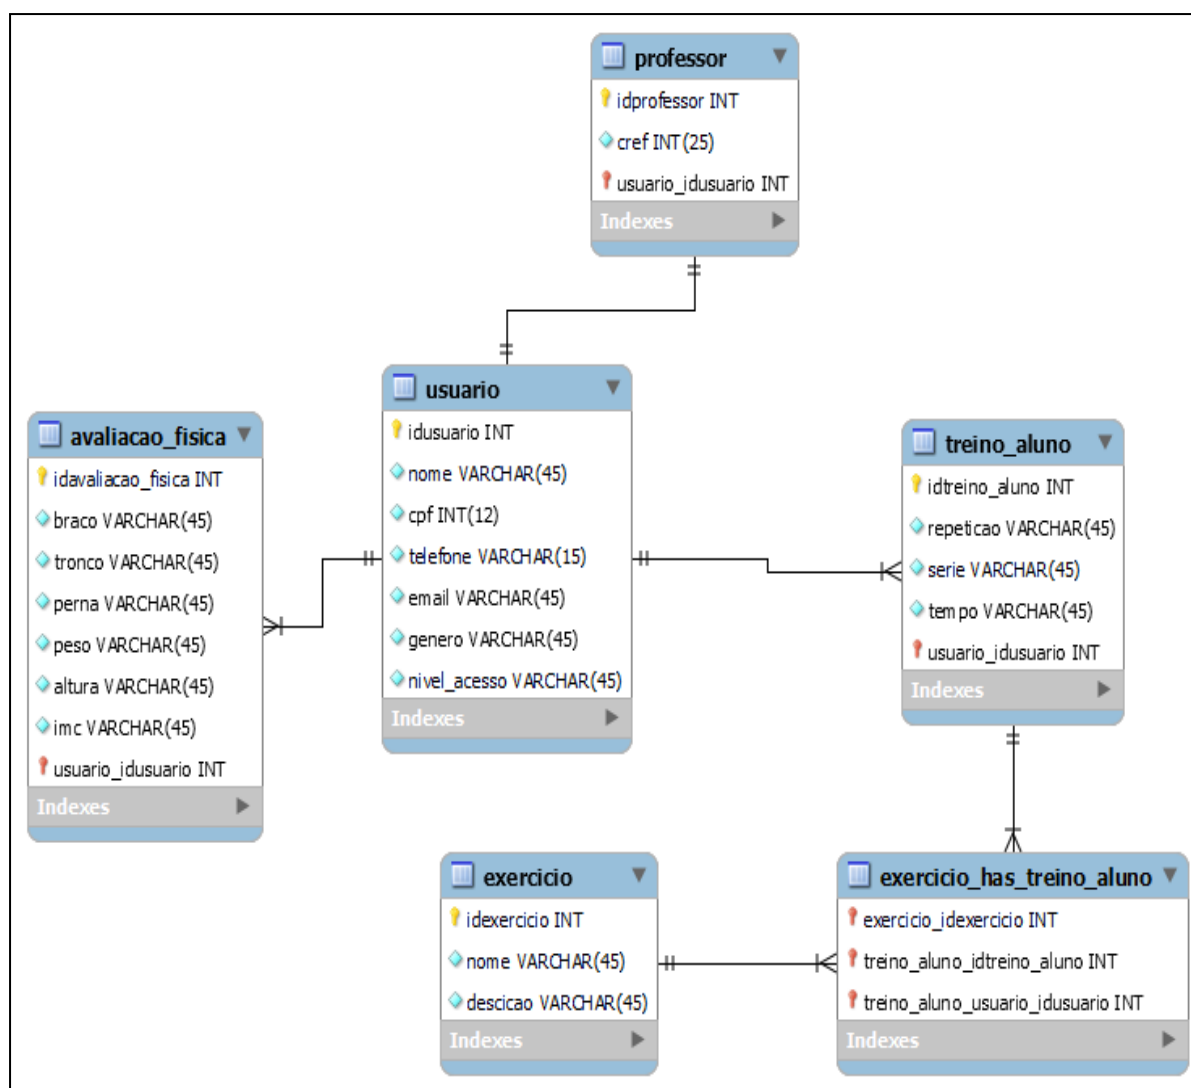 professor
idprofessor INT
cref INT(25)
usuario_idusuario INT
Indexes
usuario
idusuario INT
nome VARCHAR(45)
cpf INT(12)
telefone VARCHAR(15)
email VARCHAR(45)
genero VARCHAR(45)
nivel_acesso VARCHAR(45)
Indexes
avaliacao_fisica
idavaliacao_fisica INT
braco VARCHAR(45)
tronco VARCHAR(45)
perna VARCHAR(45)
peso VARCHAR(45)
altura VARCHAR(45)
imc VARCHAR(45)
usuario_idusuario INT
Indexes
treino_aluno
idtreino_aluno INT
repeticao VARCHAR(45)
serie VARCHAR(45)
tempo VARCHAR(45)
usuario_idusuario INT
Indexes
exercicio
idexercicio INT
nome VARCHAR(45)
descicao VARCHAR(45)
Indexes
exercicio_has_treino_aluno
exercicio_idexercicio INT
treino_aluno_idtreino_aluno INT
treino_aluno_usuario_idusuario INT
Indexes